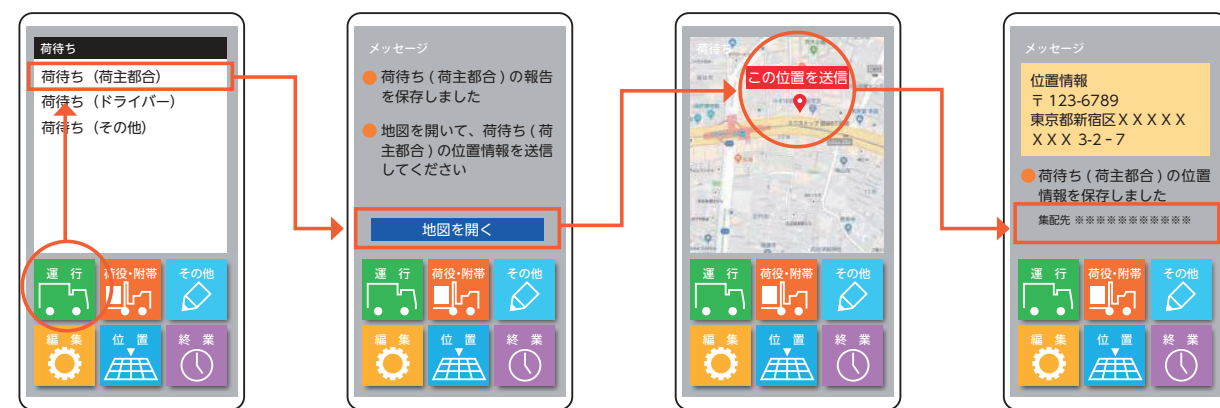 荷待ち
荷待ち（荷主都合）
荷待ち（ドライバー）
荷待ち（その他）
運 行
荷役・附帯
その他
編 集
位 置
終 業
メッセージ
荷待ち ( 荷主都合 ) の報告
を保存しました
地図を開いて、荷待ち ( 荷
主都合 ) の位置情報を送信
してください
地図を開く
運 行
荷役・附帯
その他
編 集
位 置
終 業
荷待ち
この位置を送信
運 行
荷役・附帯
その他
編 集
位 置
終 業
メッセージ
位置情報
〒 123-6789
東京都新宿区ＸＸＸＸＸ
ＸＸＸ 3-2－7
荷待ち ( 荷主都合 ) の位置
情報を保存しました
集配先 ※※※※※※※※※※※
運 行
荷役・附帯
その他
編 集
位 置
終 業